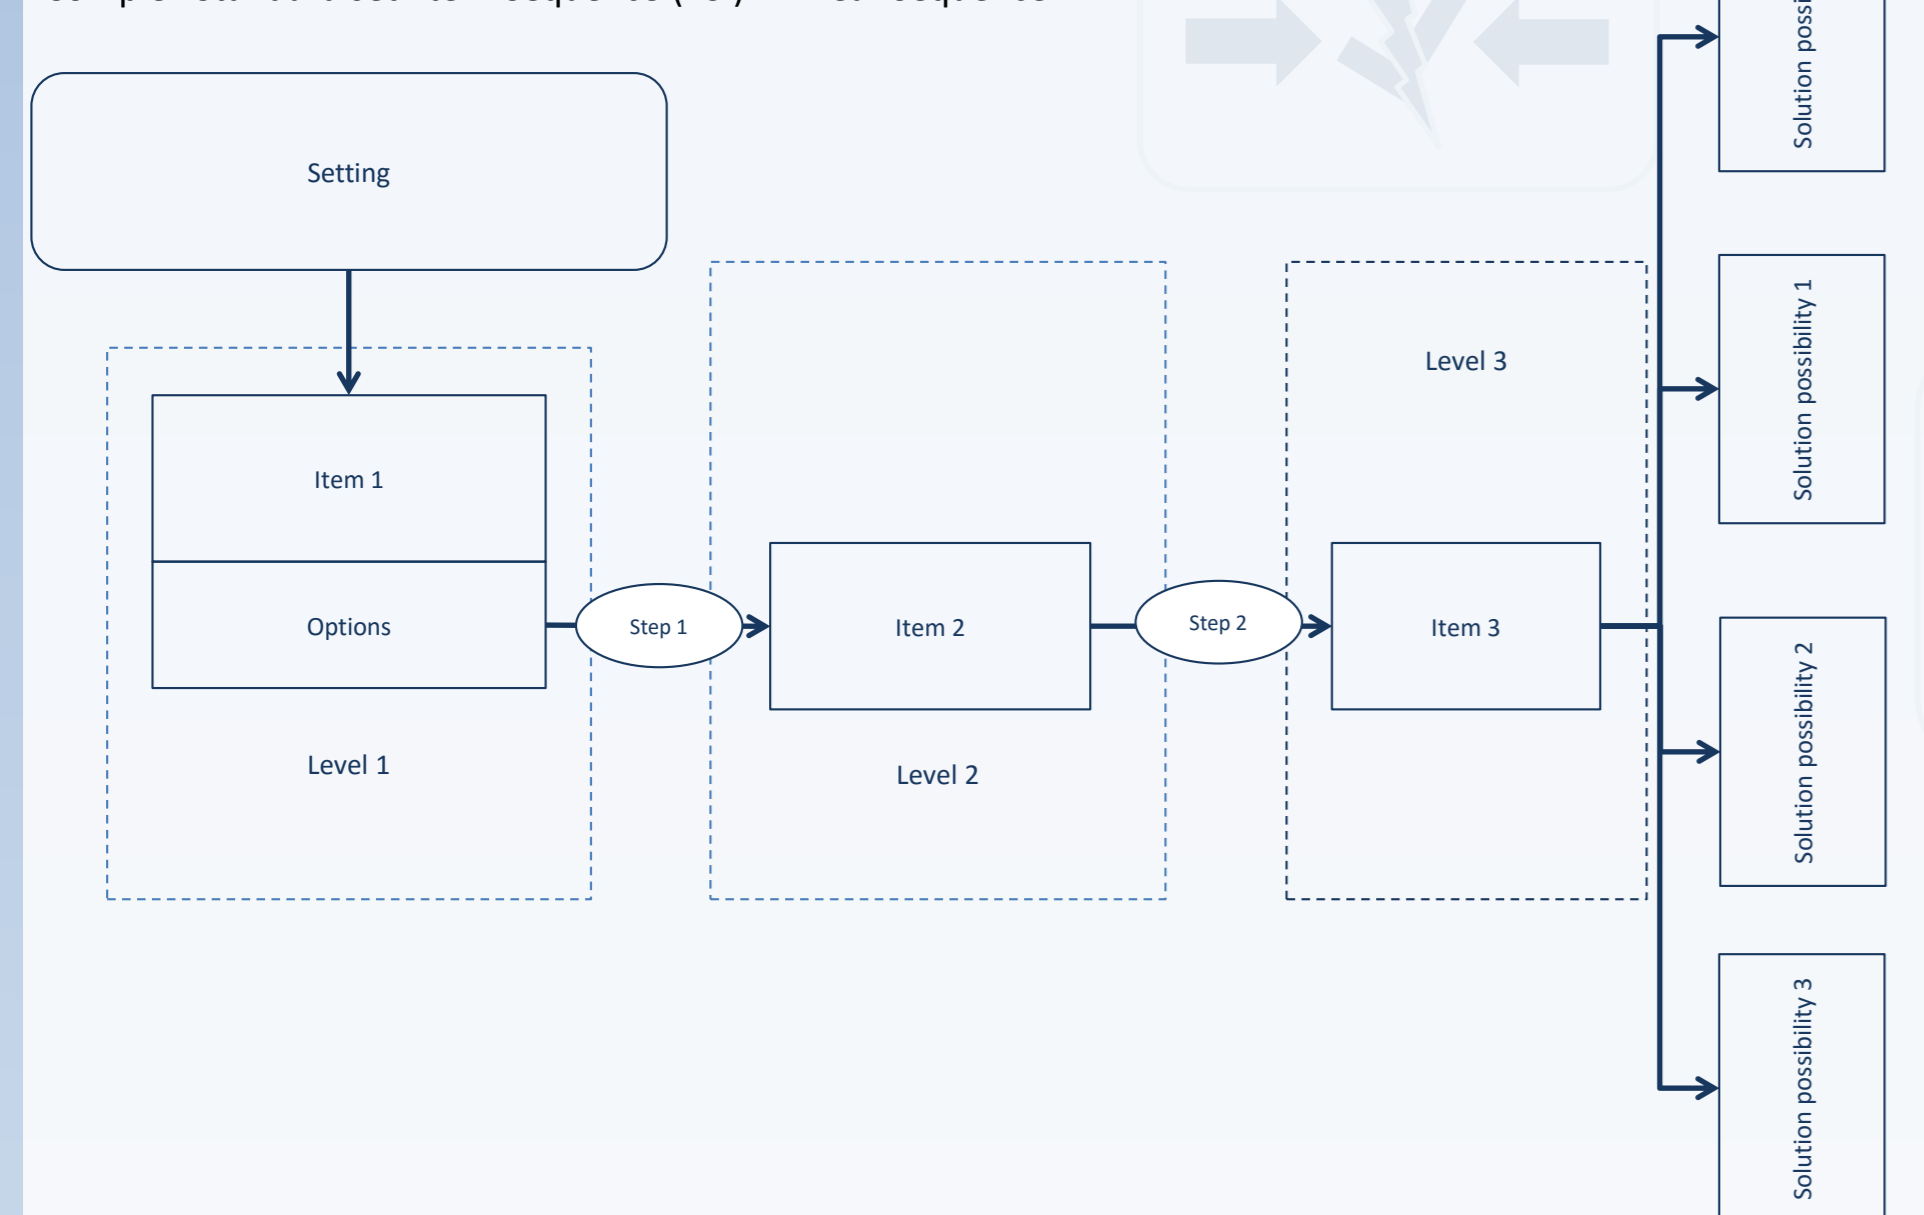 Setting
Item 1
Options
Level 1
Step 1
Item 2
Level 2
Step 2
Level 3
Item 3
Solution
Solution possibility 1
Solution possibility 2
Solution possibility 3